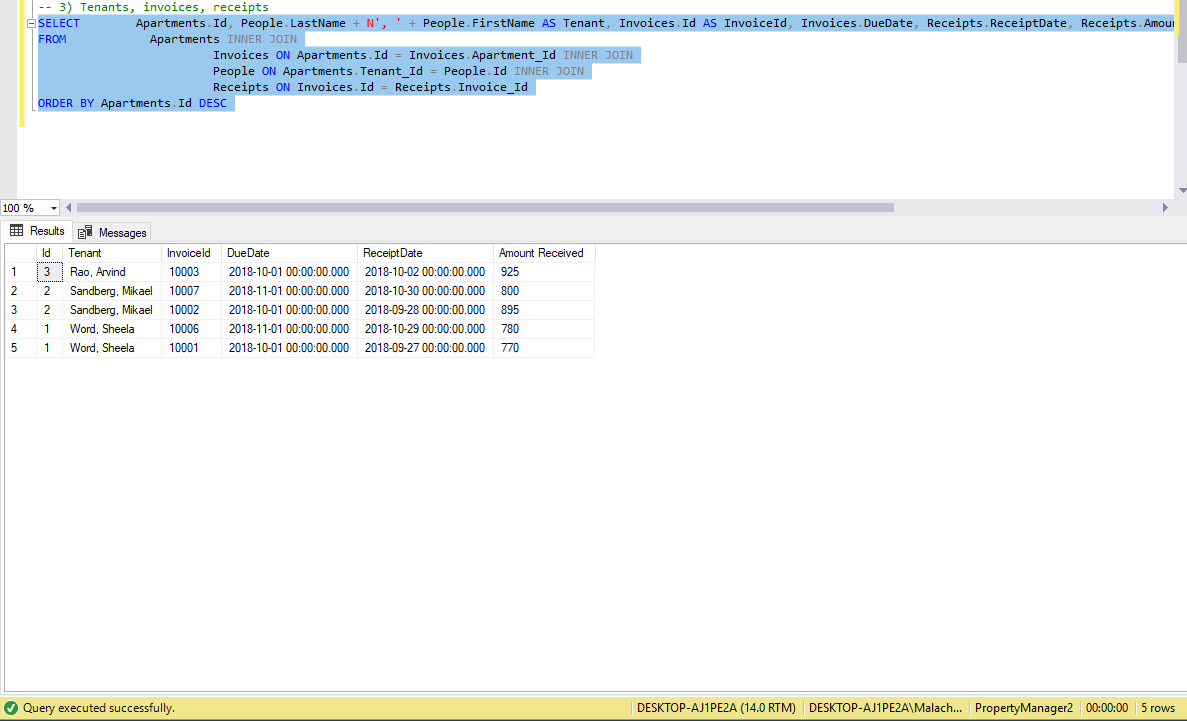 -- 3) Tenants, invoices, receipts
SELECT Apartments.Id, People.LastName + N', ' + People.FirstName AS Tenant, Invoices.Id AS InvoiceId, Invoices.DueDate, Receipts.ReceiptDate, Receipts.Amou
FROM Apartments INNER JOIN
Invoices ON Apartments.Id = Invoices.Apartment_Id INNER JOIN
People ON Apartments.Tenant_Id = People.Id INNER JOIN
Receipts ON Invoices.Id = Receipts.Invoice_Id
ORDER BY Apartments.Id DESC
100 %
Results Messages
Id Tenant InvoiceId DueDate ReceiptDate Amount Received
1 3 Rao, Arvind 10003 2018-10-01 00:00:00.000 2018-10-02 00:00:00.000 925
2 2 Sandberg, Mikael 10007 2018-11-01 00:00:00.000 2018-10-30 00:00:00.000 800
3 2 Sandberg, Mikael 10002 2018-10-01 00:00:00.000 2018-09-28 00:00:00.000 895
4 1 Word, Sheela 10006 2018-11-01 00:00:00.000 2018-10-29 00:00:00.000 780
5 1 Word, Sheela 10001 2018-10-01 00:00:00.000 2018-09-27 00:00:00.000 770
Query executed successfully. DESKTOP-AJ1PE2A (14.0 RTM) DESKTOP-AJ1PE2A\Malach... PropertyManager2 00:00:00 5 rows